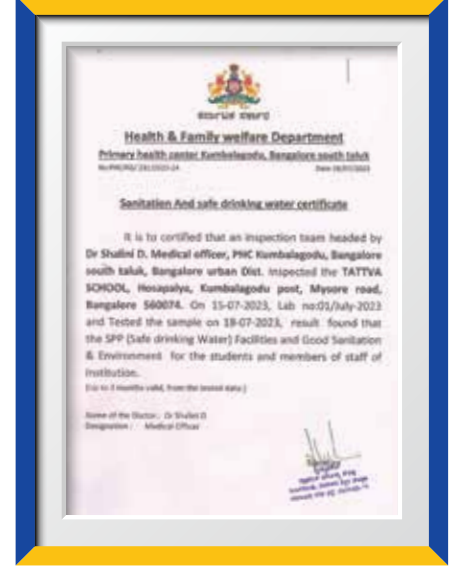 Health & Family welfare Department
Primary health center Kumbalagodu, Bangalore south taluk
Sanitation And safe drinking water certificate
It is to certified that an inspection team headed by
Dr Shalini D. Medical officer, PHC Kumbalagodu, Bangalore
south taluk, Bangalore urban Dist. Inspected the TATTVA
SCHOOL, Hosapalya, Kumbalagodu post, Mysore road,
Bangalore 560074. On 15-07-2023, Lab no:01/July-2023
and Tested the sample on 18-07-2023, result found that
the SPP (Safe drinking Water) Facilities and Good Sanitation
& Environment for the students and members of staff of
Institution.
months valid, from the tested
Name of the Doctor : Dr Shalini D
Designation : Medical Officer